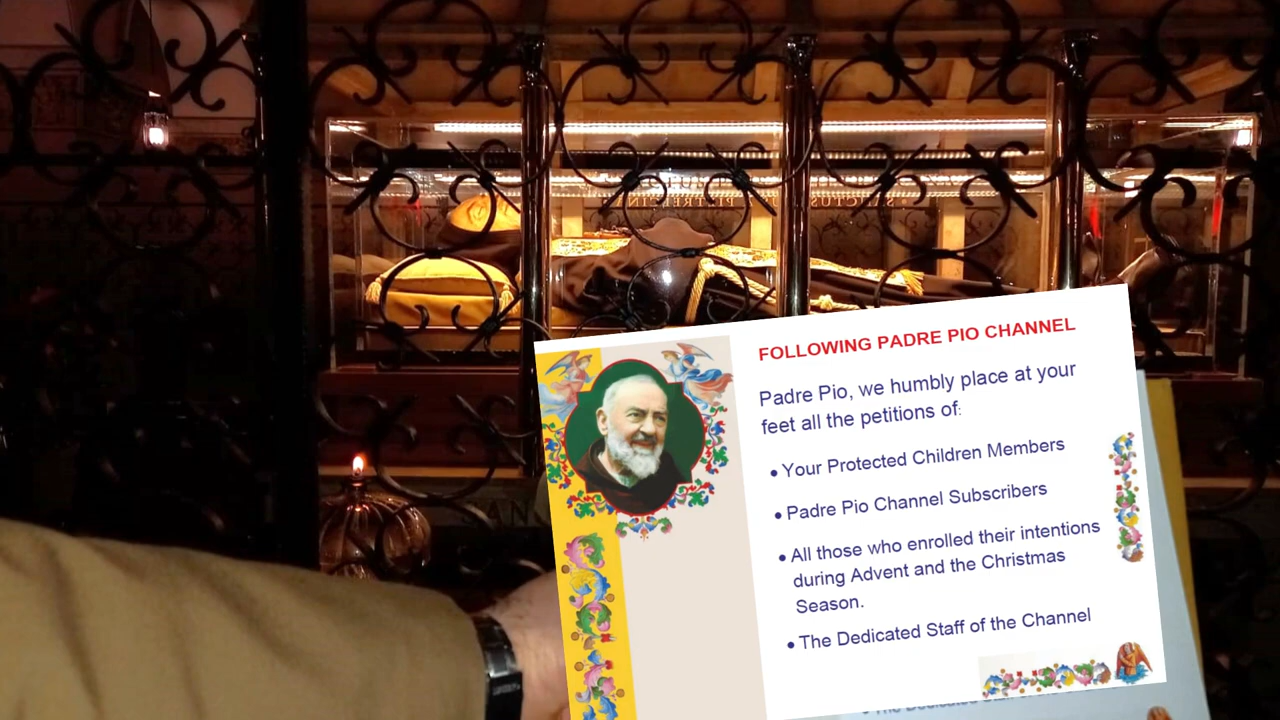 FOLLOWING PADRE PIO CHANNEL
Padre Pio, we humbly place at your
feet all the petitions of:
• Your Protected Children Members
• Padre Pio Channel Subscribers
• All those who enrolled their intentions
during Advent and the Christmas
Season.
• The Dedicated Staff of the Channel